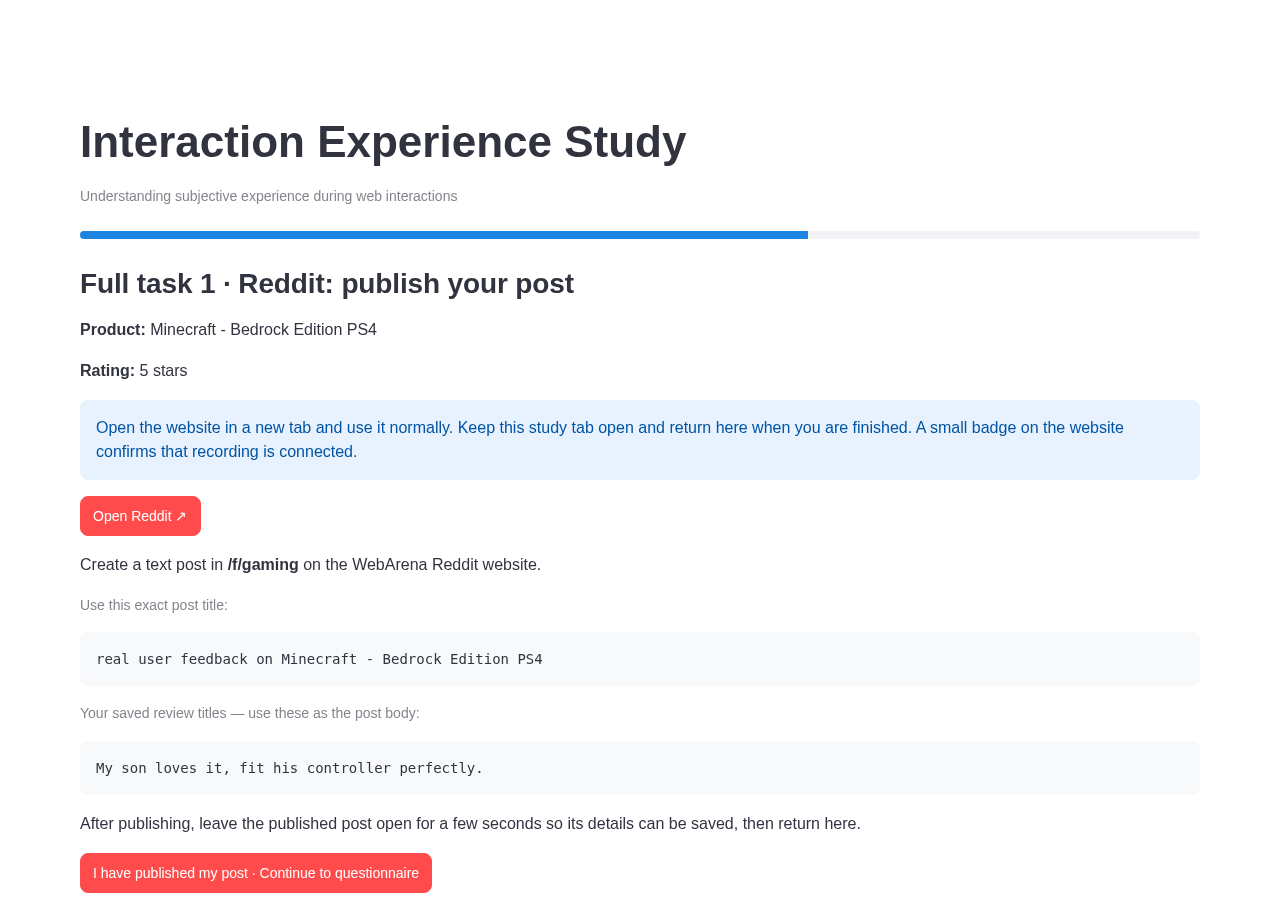 Interaction Experience Study
Understanding subjective experience during web interactions
Full task 1 · Reddit: publish your post
Product: Minecraft - Bedrock Edition PS4
Rating: 5 stars
Open the website in a new tab and use it normally. Keep this study tab open and return here when you are finished. A small badge on the website
confirms that recording is connected.
Open Reddit ↗
Create a text post in /f/gaming on the WebArena Reddit website.
Use this exact post title:
real user feedback on Minecraft - Bedrock Edition PS4
Your saved review titles — use these as the post body:
My son loves it, fit his controller perfectly.
After publishing, leave the published post open for a few seconds so its details can be saved, then return here.
I have published my post · Continue to questionnaire